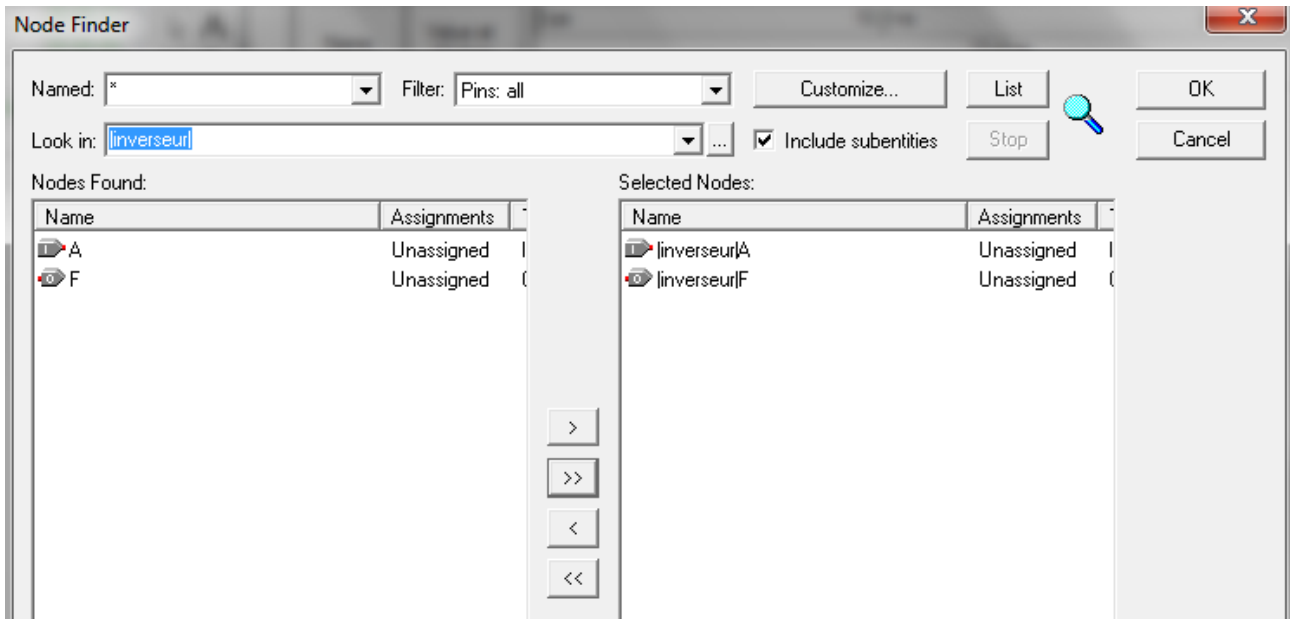 Node Finder
Named: * Filter: Pins: all Customize... List OK
Look in: |inverseur| ... Include subentities Stop Cancel
Nodes Found: Selected Nodes:
Name Assignments Name Assignments
A Unassigned I |inverseur|A Unassigned I
F Unassigned |inverseur|F Unassigned
>
>>
<
<<